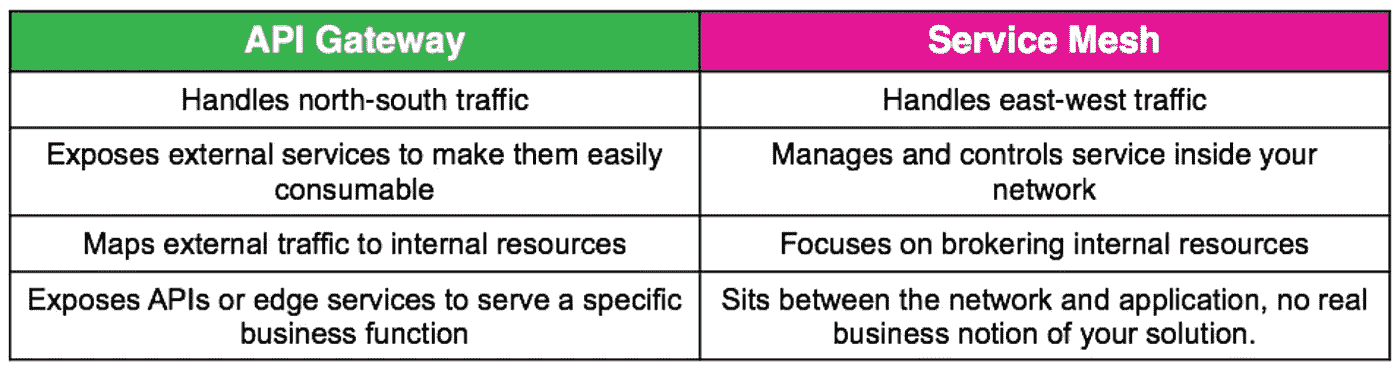 API Gateway
Service Mesh
Handles north-south traffic
Handles east-west traffic
Exposes external services to make them easily
consumable
Manages and controls service inside your
network
Maps external traffic to internal resources
Focuses on brokering internal resources
Exposes APIs or edge services to serve a specific
business function
Sits between the network and application, no real
business notion of your solution.